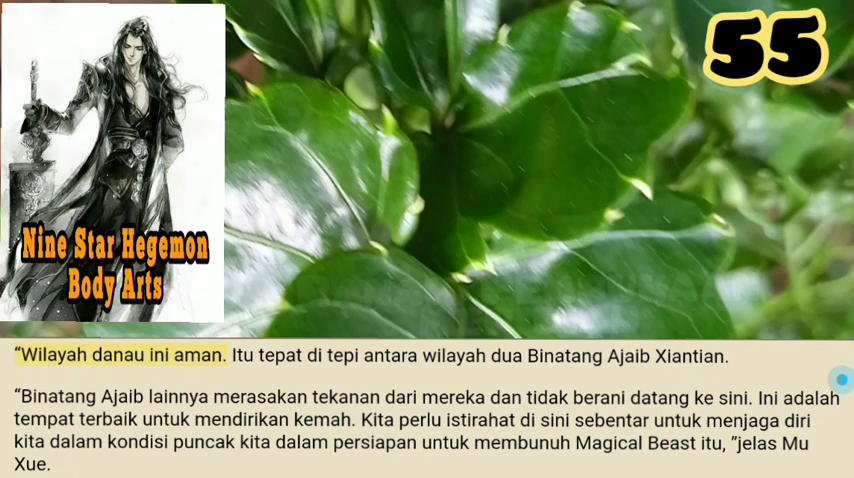 55
Nine Star Hegemon
Body Arts
“Wilayah danau ini aman. Itu tepat di tepi antara wilayah dua Binatang Ajaib Xiantian.
“Binatang Ajaib lainnya merasakan tekanan dari mereka dan tidak berani datang ke sini. Ini adalah
tempat terbaik untuk mendirikan kemah. Kita perlu istirahat di sini sebentar untuk menjaga diri
kita dalam kondisi puncak kita dalam persiapan untuk membunuh Magical Beast itu, ”jelas Mu
Xue.